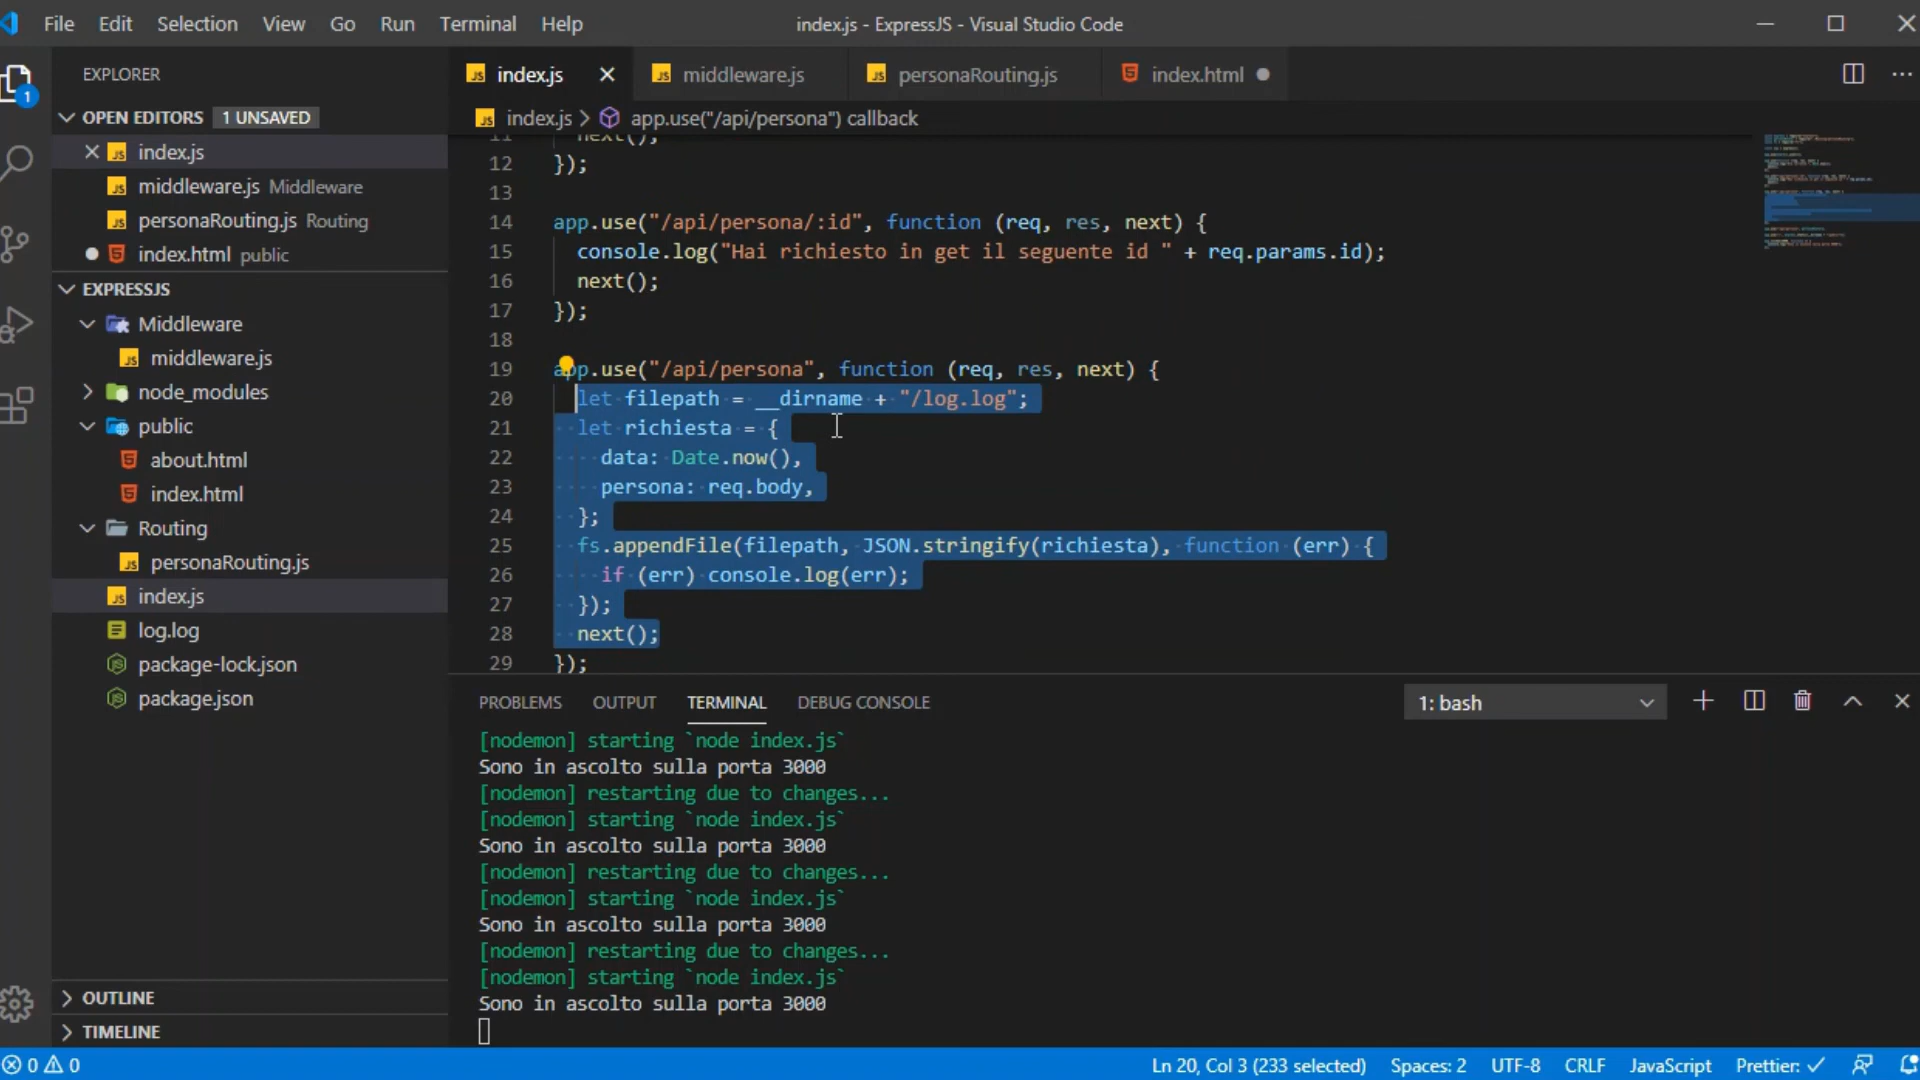 File Edit Selection View Go Run Terminal Help
index.js - ExpressJS - Visual Studio Code
1
EXPLORER
OPEN EDITORS 1 UNSAVED
index.js
middleware.js Middleware
personaRouting.js Routing
index.html public
EXPRESSJS
Middleware
middleware.js
node_modules
public
about.html
index.html
Routing
personaRouting.js
index.js
log.log
package-lock.json
package.json
OUTLINE
TIMELINE
index.js middleware.js personaRouting.js index.html
index.js > app.use("/api/persona") callback
11 next();
12 });
13
14 app.use("/api/persona/:id", function (req, res, next) {
15 console.log("Hai richiesto in get il seguente id " + req.params.id);
16 next();
17 });
18
19 app.use("/api/persona", function (req, res, next) {
20 let filepath = __dirname + "/log.log";
21 let richiesta = {
22 data: Date.now(),
23 persona: req.body,
24 };
25 fs.appendFile(filepath, JSON.stringify(richiesta), function (err) {
26 if (err) console.log(err);
27 });
28 next();
29 });
PROBLEMS OUTPUT TERMINAL DEBUG CONSOLE 1: bash
[nodemon] starting `node index.js`
Sono in ascolto sulla porta 3000
[nodemon] restarting due to changes...
[nodemon] starting `node index.js`
Sono in ascolto sulla porta 3000
[nodemon] restarting due to changes...
[nodemon] starting `node index.js`
Sono in ascolto sulla porta 3000
[nodemon] restarting due to changes...
[nodemon] starting `node index.js`
Sono in ascolto sulla porta 3000
0 0 Ln 20, Col 3 (233 selected) Spaces: 2 UTF-8 CRLF JavaScript Prettier: ✓